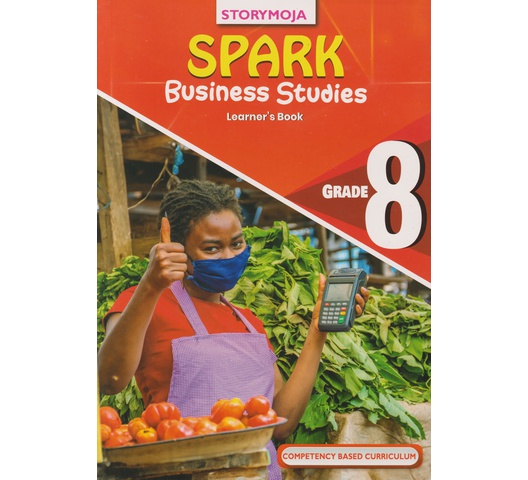 STORYMOJA
SPARK
Business Studies
Learner's Book
GRADE 8
COMPETENCY BASED CURRICULUM